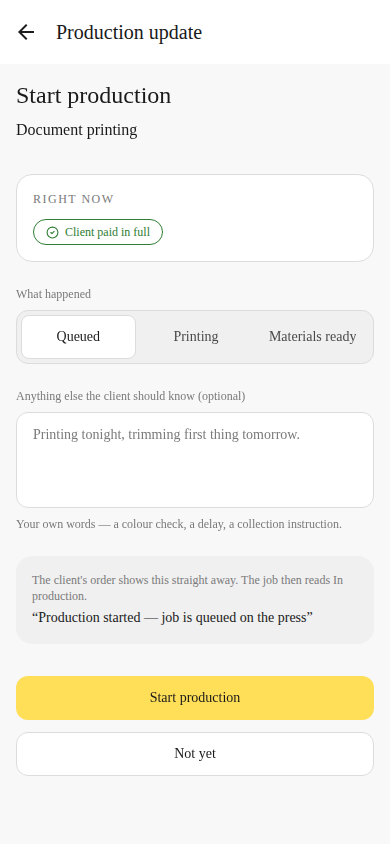 Production update
Start production
Document printing
RIGHT NOW
Client paid in full
What happened
Queued
Printing
Materials ready
Anything else the client should know (optional)
Printing tonight, trimming first thing tomorrow.
Your own words — a colour check, a delay, a collection instruction.
The client's order shows this straight away. The job then reads In
production.
“Production started — job is queued on the press”
Start production
Not yet